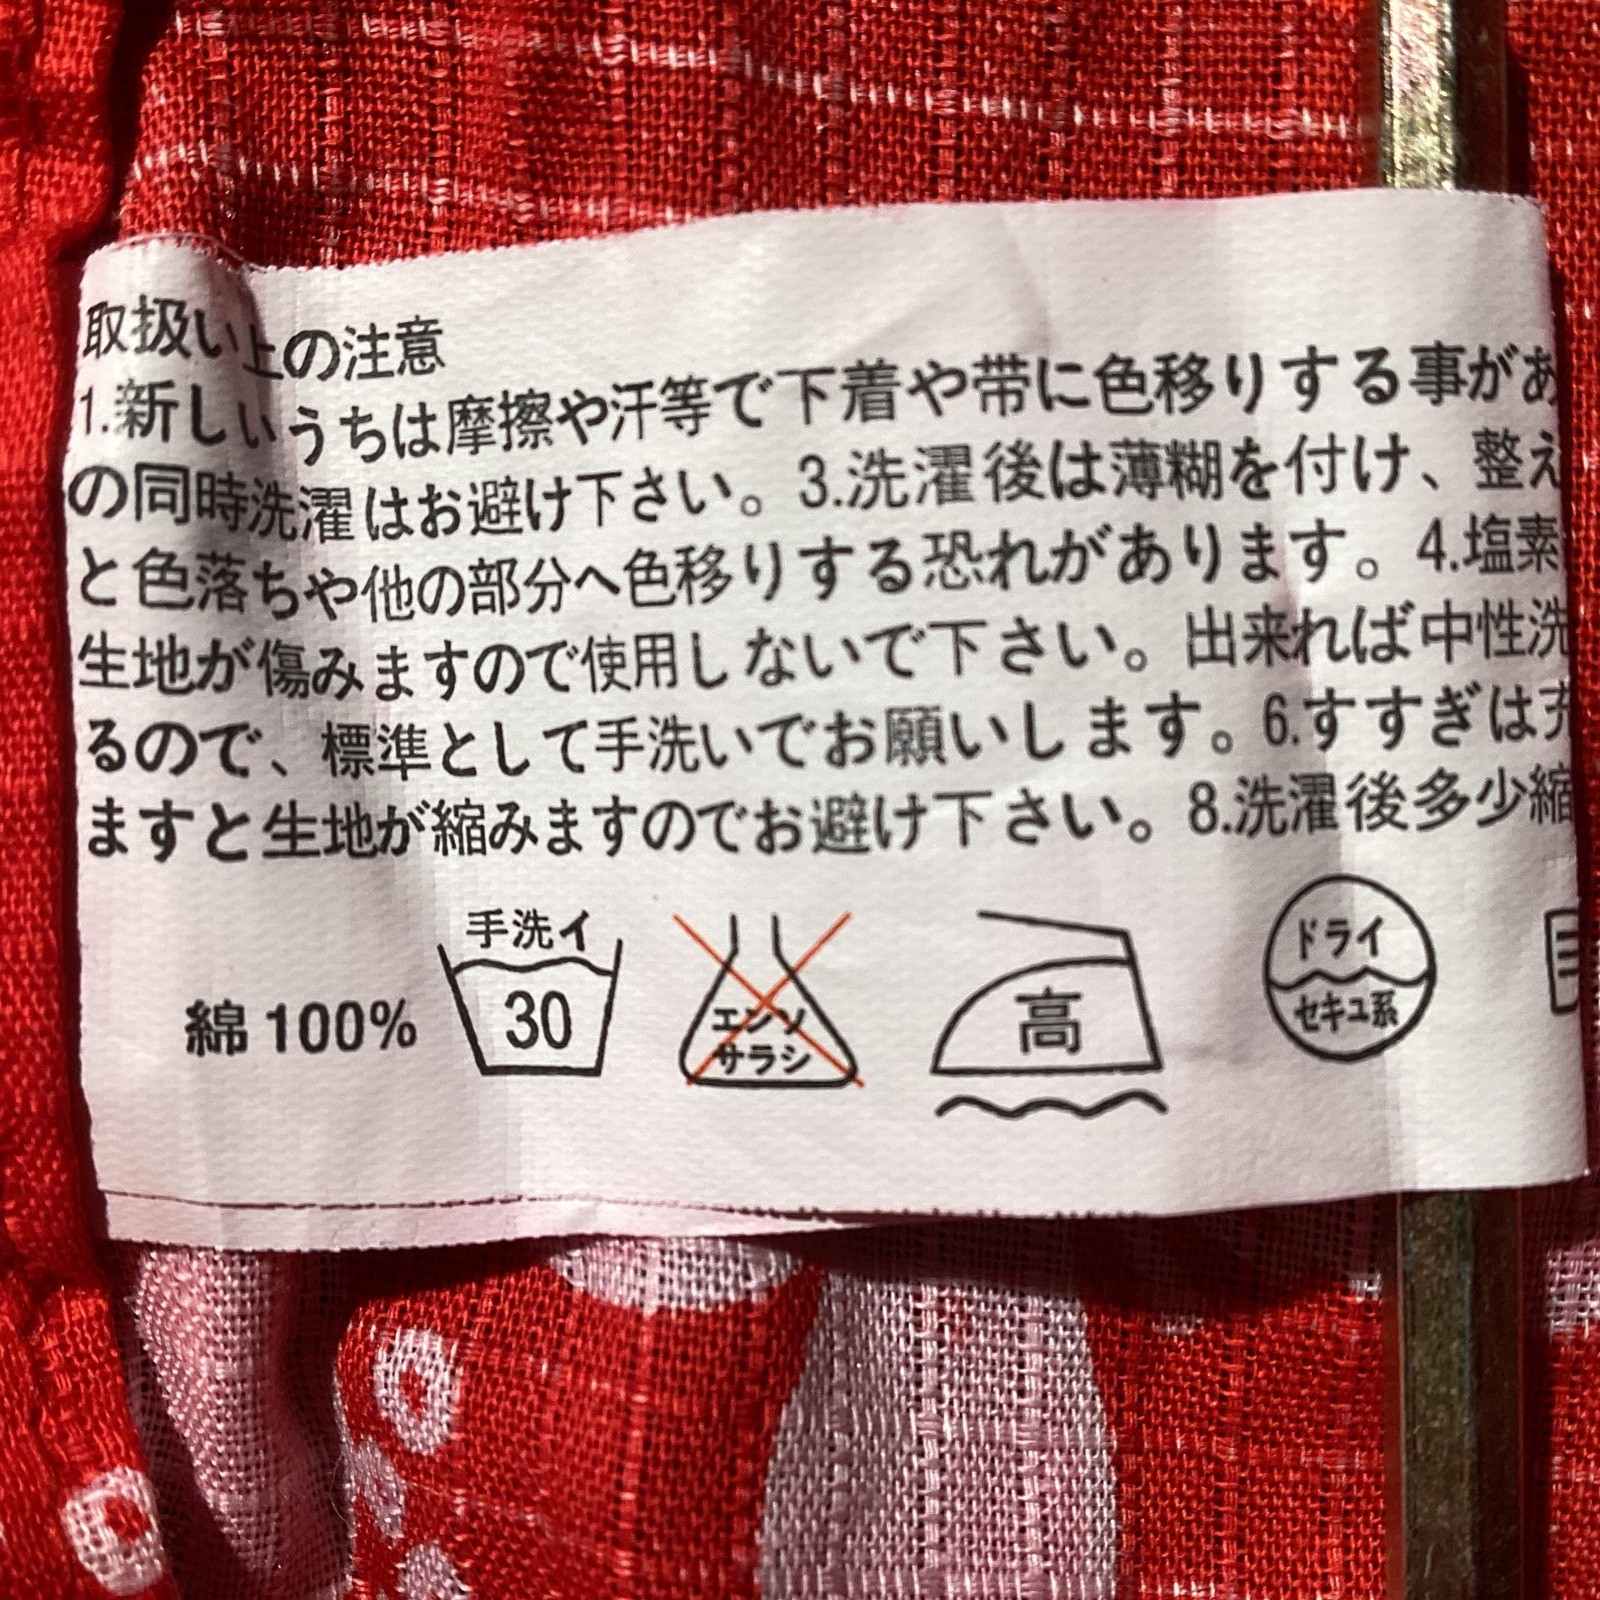 取扱い上の注意
1.新しいうちは摩擦や汗等で下着や帯に色移りする事があ
の同時洗濯はお避け下さい。3.洗濯後は薄糊を付け、整え
と色落ちや他の部分へ色移りする恐れがあります。4.塩素
生地が傷みますので使用しないで下さい。出来れば中性洗
るので、標準として手洗いでお願いします。6.すすぎは充
ますと生地が縮みますのでお避け下さい。8.洗濯後多少縮
綿 100%
手洗イ
30
エンソ
サラシ
高
ドライ
セキユ系